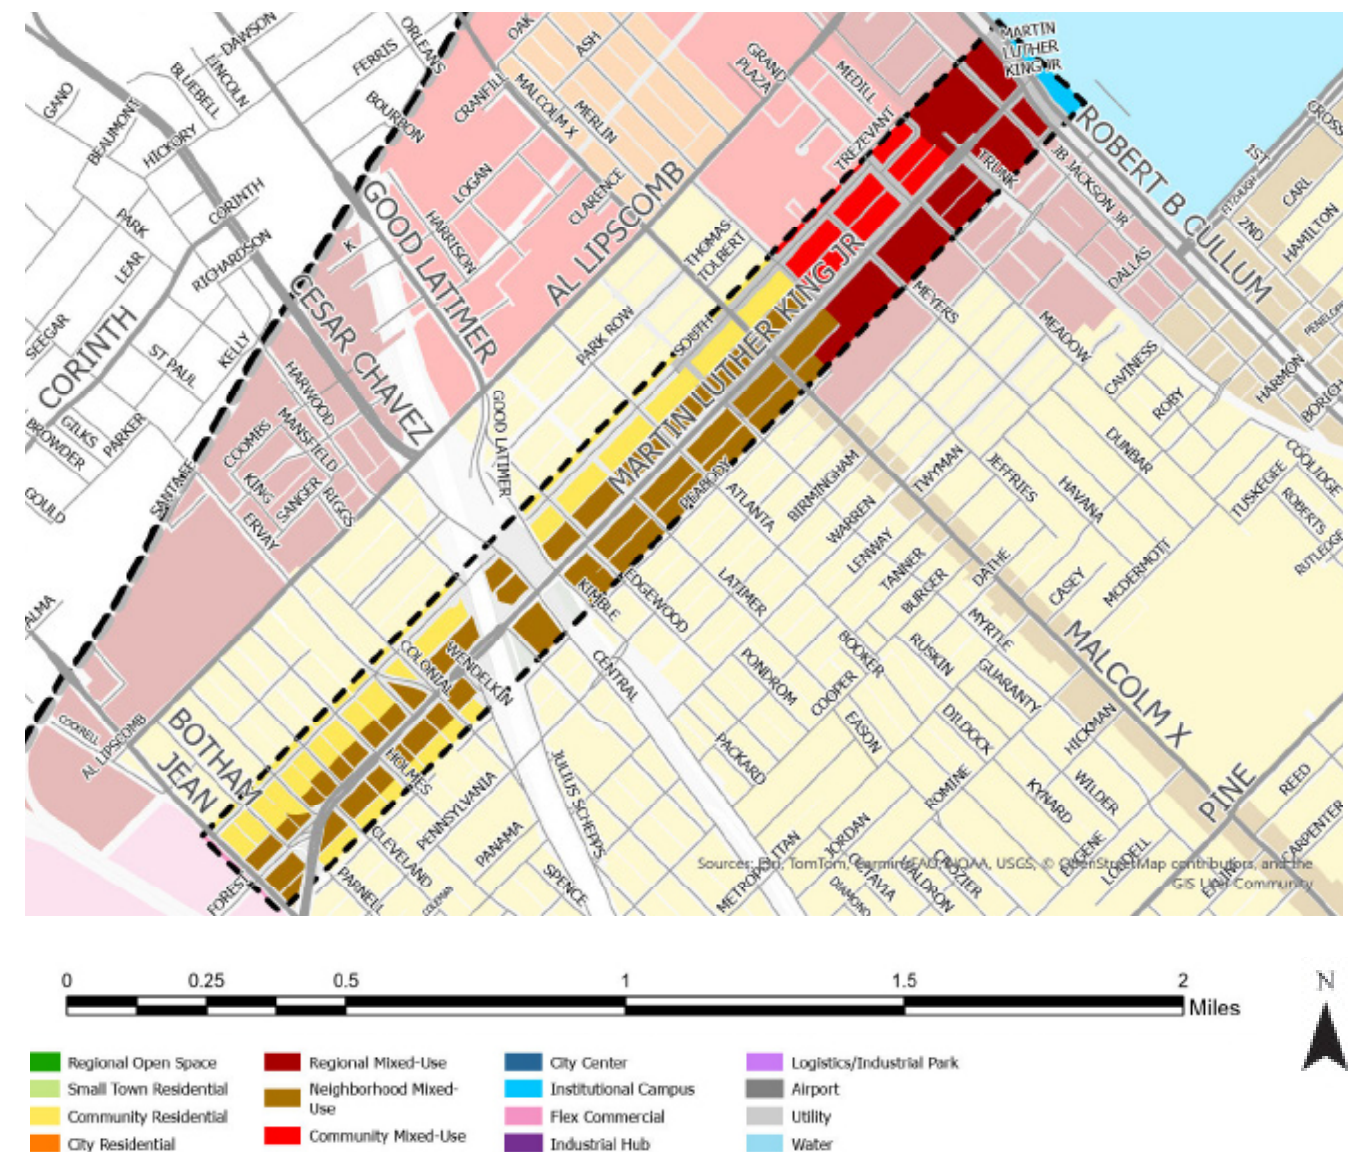 MARTIN
LUTHER
KING JR
DAWSON
ORLEANS
OAK
ASH
GRAND
PLAZA
MEDILL
LINCOLN
BLUEBELL
FERRIS
GANO
BEAUMONT
HICKORY
BOURBON
CRANFILL
MALCOLM X
MERLIN
TREZEVANT
ROBERT B CULLUM
1ST
CROSS
TRUNK
JB JACKSON JR
FITZHUGH
2ND
CARL
HAMILTON
CORINTH
PARK
LEAR
RICHARDSON
GOOD LATIMER
LOGAN
HARRISON
CLARENCE
AL LIPSCOMB
THOMAS
TOLBERT
K
CESAR CHAVEZ
DALLAS
MEYERS
MEADOW
SEEGAR
CORINTH
ST PAUL
KELLY
HARWOOD
PARK ROW
SOUTH
MARTIN LUTHER KING JR
CAVINESS
ROBY
HARMON
BROWDER
GILKS
PARKER
GOULD
SANTA FE
COOMBS
MANSFIELD
KING
SANGER
RIGGS
ERVAY
GOOD LATIMER
PEABODY
ATLANTA
BIRMINGHAM
WARREN
LENWAY
TWYMAN
JEFFRIES
HAVANA
DUNBAR
TUSKEGEE
COOLIDGE
ROBERTS
ALMA
KIMBLE
EDGEWOOD
LATIMER
TANNER
BURGER
DATHE
CASEY
MCDERMOTT
COLONIAL
WENDELKIN
CENTRAL
PONDROM
BOOKER
COOPER
RUSKIN
MYRTLE
GUARANTY
MALCOLM X
COCKRELL
AL LIPSCOMB
BOTHAM
JEAN
HOLMES
EASON
DILDOCK
HICKMAN
PACKARD
PENNSYLVANIA
JULIUS SCHEPPS
ROMINE
KYNARD
WILDER
PINE
REED
CLEVELAND
PANAMA
JORDAN
EUGENE
CARPENTER
FOREST
PARNELL
COLEMAN
SPENCE
METROPOLITAN
OCTAVIA
DIAMOND
WALDRON
CROZIER
LOBDELL
Sources: Esri, TomTom, Garmin, FAO, NOAA, USGS, © OpenStreetMap contributors, and the
GIS User Community
0 0.25 0.5 1 1.5 2
Miles
N
Regional Open Space
Small Town Residential
Community Residential
City Residential
Regional Mixed-Use
Neighborhood Mixed-
Use
Community Mixed-Use
City Center
Institutional Campus
Flex Commercial
Industrial Hub
Logistics/Industrial Park
Airport
Utility
Water